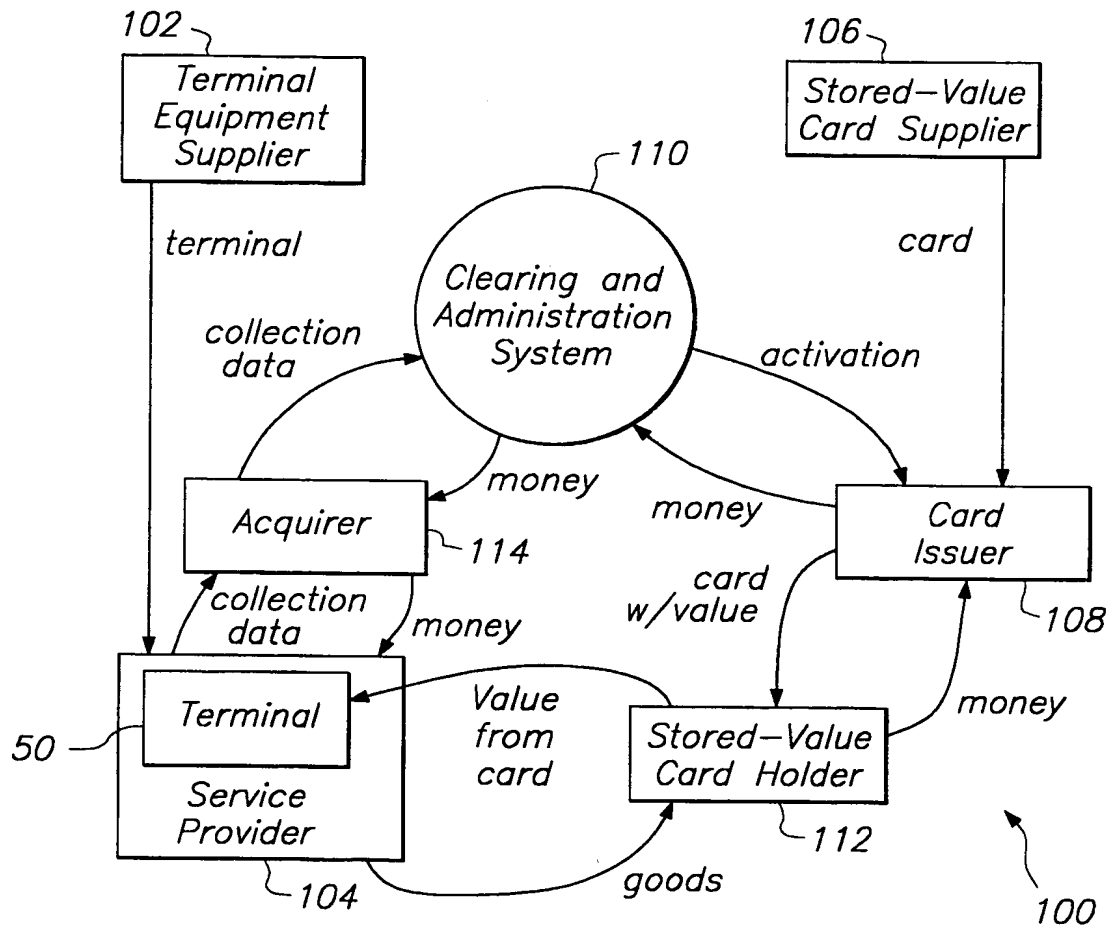 102
Terminal
Equipment
Supplier
106
Stored-Value
Card Supplier
110
terminal
card
Clearing and
Administration
System
collection
data
activation
money
money
Acquirer
114
Card
Issuer
108
collection
data
money
card
w/value
money
Terminal
50
Value
from
card
Stored-Value
Card Holder
112
Service
Provider
104
goods
100